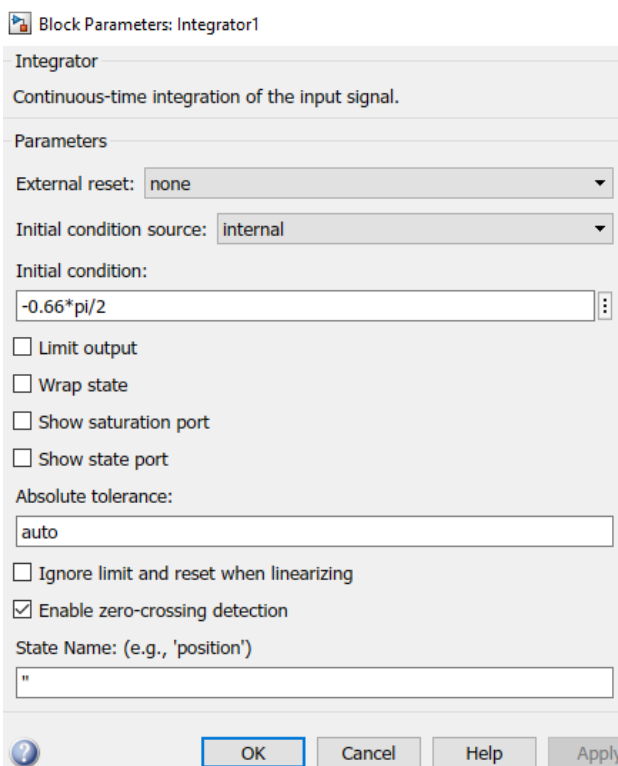 Block Parameters: Integrator1
Integrator
Continuous-time integration of the input signal.
Parameters
External reset: none
Initial condition source: internal
Initial condition:
-0.66*pi/2
Limit output
Wrap state
Show saturation port
Show state port
Absolute tolerance:
auto
Ignore limit and reset when linearizing
Enable zero-crossing detection
State Name: (e.g., 'position')
''
OK Cancel Help Apply